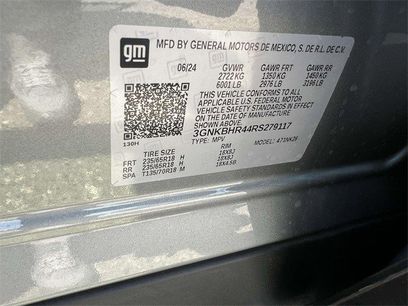 gm
MFD BY GENERAL MOTORS DE MEXICO, S. DE R.L. DE C.V.
06/24 GVWR GAWR FRT GAWR RR
2722 KG 1350 KG 1450 KG
6001 LB 2976 LB 3196 LB
THIS VEHICLE CONFORMS TO ALL
APPLICABLE U.S. FEDERAL MOTOR
VEHICLE SAFETY STANDARDS IN EFFECT
ON THE DATE OF MANUFACTURE SHOWN ABOVE.
3GNKBHR44RS279117
130H TYPE: MPV MODEL: 4?1NK26
TIRE SIZE RIM
FRT 235/65R18 H 18X8J
RR 235/65R18 H 18X8J
SPA T135/70R18 M 18X4.5B